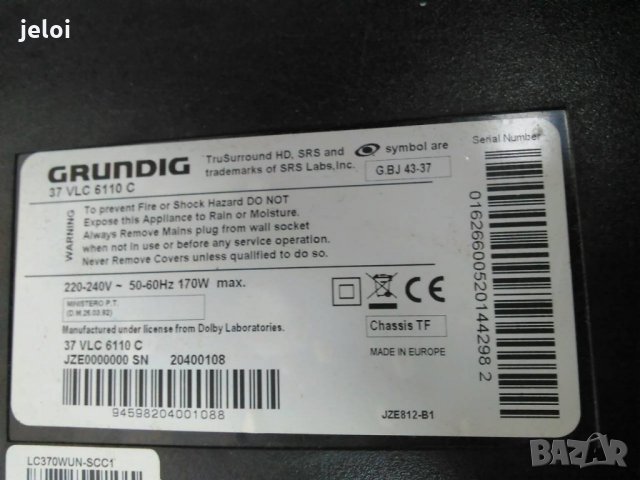 jeloi
GRUNDIG
37 VLC 6110 C
TruSurround HD, SRS and symbol are
trademarks of SRS Labs,Inc.
G.BJ 43-37
Serial Number
WARNING
To prevent Fire or Shock Hazard DO NOT
Expose this Appliance to Rain or Moisture.
Always Remove Mains plug from wall socket
when not in use or before any service operation.
Never Remove Covers unless qualified to do so.
220-240V ~ 50-60Hz 170W max.
MINISTERO P.T.
(D.M.26.03.92)
CE
Manufactured under license from Dolby Laboratories.
Chassis TF
37 VLC 6110 C
JZE0000000 SN 20400108
MADE IN EUROPE
94598204001088
JZE812-B1
01626600520144298 2
LC370WUN-SCC1
BAZAR